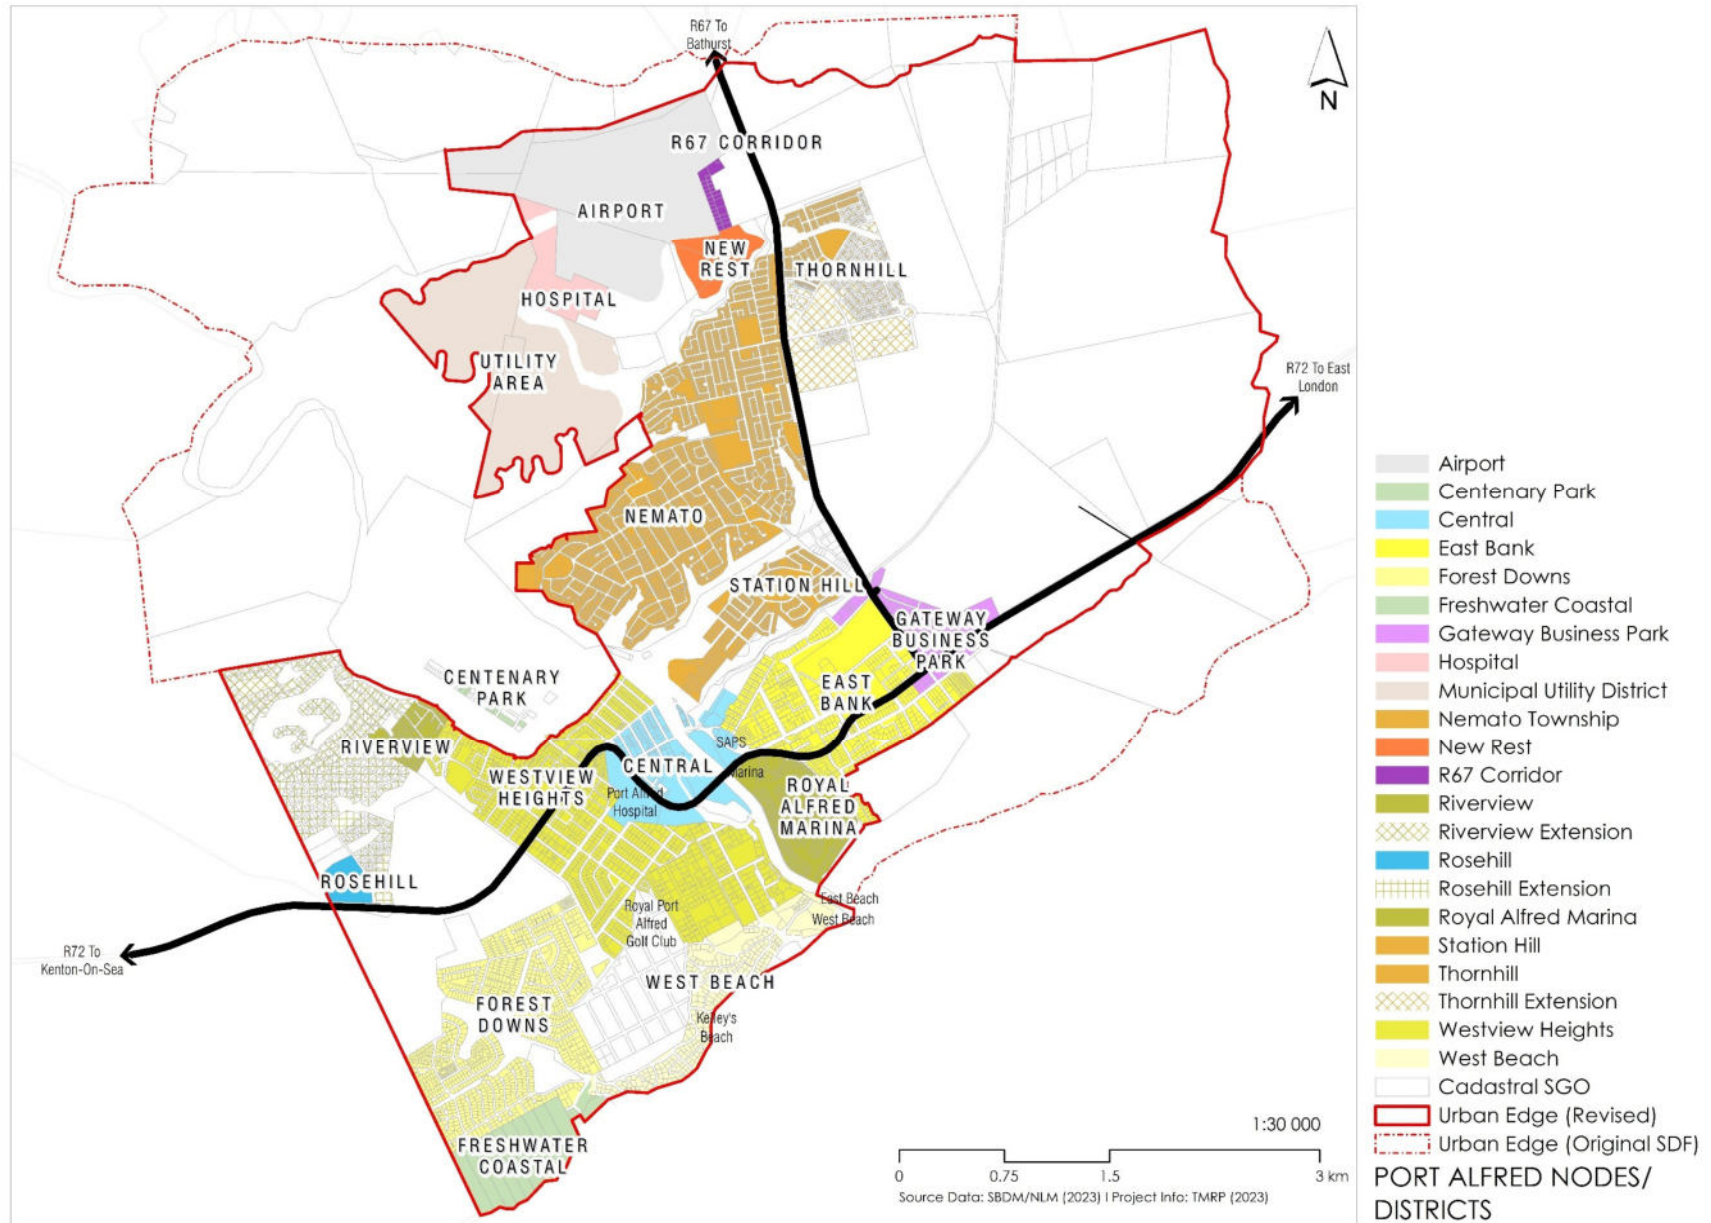 R67 To
Bathurst
N
R67 CORRIDOR
AIRPORT
NEW
REST
THORNHILL
HOSPITAL
UTILITY
AREA
R72 To East
London
NEMATO
STATION HILL
GATEWAY
BUSINESS
PARK
CENTENARY
PARK
EAST
BANK
RIVERVIEW
SAPS
CENTRAL
Marina
WESTVIEW
HEIGHTS
Port Alfred
Hospital
ROYAL
ALFRED
MARINA
ROSEHILL
East Beach
West Beach
Royal Port
Alfred
Golf Club
R72 To
Kenton-On-Sea
WEST BEACH
FOREST
DOWNS
Kelley's
Beach
FRESHWATER
COASTAL
1:30 000
0 0.75 1.5 3 km
Source Data: SBDM/NLM (2023) I Project Info: TMRP (2023)
Airport
Centenary Park
Central
East Bank
Forest Downs
Freshwater Coastal
Gateway Business Park
Hospital
Municipal Utility District
Nemato Township
New Rest
R67 Corridor
Riverview
Riverview Extension
Rosehill
Rosehill Extension
Royal Alfred Marina
Station Hill
Thornhill
Thornhill Extension
Westview Heights
West Beach
Cadastral SGO
Urban Edge (Revised)
Urban Edge (Original SDF)
PORT ALFRED NODES/
DISTRICTS